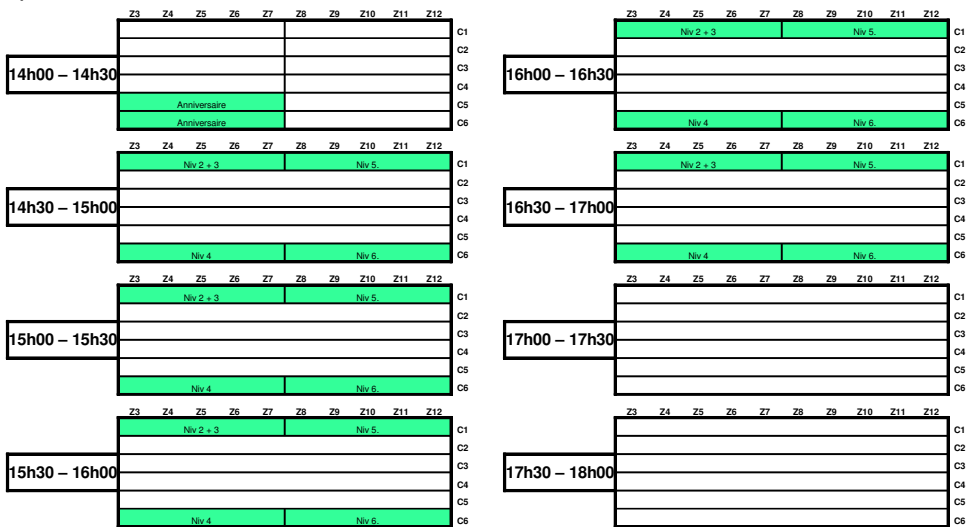 Z3 Z4 Z5 Z6 Z7 Z8 Z9 Z10 Z11 Z12
C1
C2
14h00 – 14h30
C3
C4
Anniversaire C5
Anniversaire C6
Z3 Z4 Z5 Z6 Z7 Z8 Z9 Z10 Z11 Z12
Niv 2 + 3 Niv 5. C1
C2
14h30 – 15h00
C3
C4
C5
Niv 4 Niv 6. C6
Z3 Z4 Z5 Z6 Z7 Z8 Z9 Z10 Z11 Z12
Niv 2 + 3 Niv 5. C1
C2
15h00 – 15h30
C3
C4
C5
Niv 4 Niv 6. C6
Z3 Z4 Z5 Z6 Z7 Z8 Z9 Z10 Z11 Z12
Niv 2 + 3 Niv 5. C1
C2
15h30 – 16h00
C3
C4
C5
Niv 4 Niv 6. C6
Z3 Z4 Z5 Z6 Z7 Z8 Z9 Z10 Z11 Z12
Niv 2 + 3 Niv 5. C1
C2
16h00 – 16h30
C3
C4
C5
Niv 4 Niv 6. C6
Z3 Z4 Z5 Z6 Z7 Z8 Z9 Z10 Z11 Z12
Niv 2 + 3 Niv 5. C1
C2
16h30 – 17h00
C3
C4
C5
Niv 4 Niv 6. C6
Z3 Z4 Z5 Z6 Z7 Z8 Z9 Z10 Z11 Z12
C1
C2
17h00 – 17h30
C3
C4
C5
C6
Z3 Z4 Z5 Z6 Z7 Z8 Z9 Z10 Z11 Z12
C1
C2
17h30 – 18h00
C3
C4
C5
C6